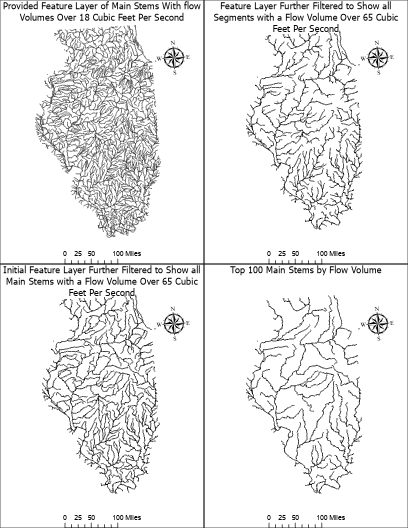 Provided Feature Layer of Main Stems With flow
Volumes Over 18 Cubic Feet Per Second
N
W E
S
0 25 50 100 Miles
Feature Layer Further Filtered to Show all
Segments with a Flow Volume Over 65 Cubic
Feet Per Second
N
W E
S
0 25 50 100 Miles
Initial Feature Layer Further Filtered to Show all
Main Stems with a Flow Volume Over 65 Cubic
Feet Per Second
N
W E
S
0 25 50 100 Miles
Top 100 Main Stems by Flow Volume
N
W E
S
0 25 50 100 Miles